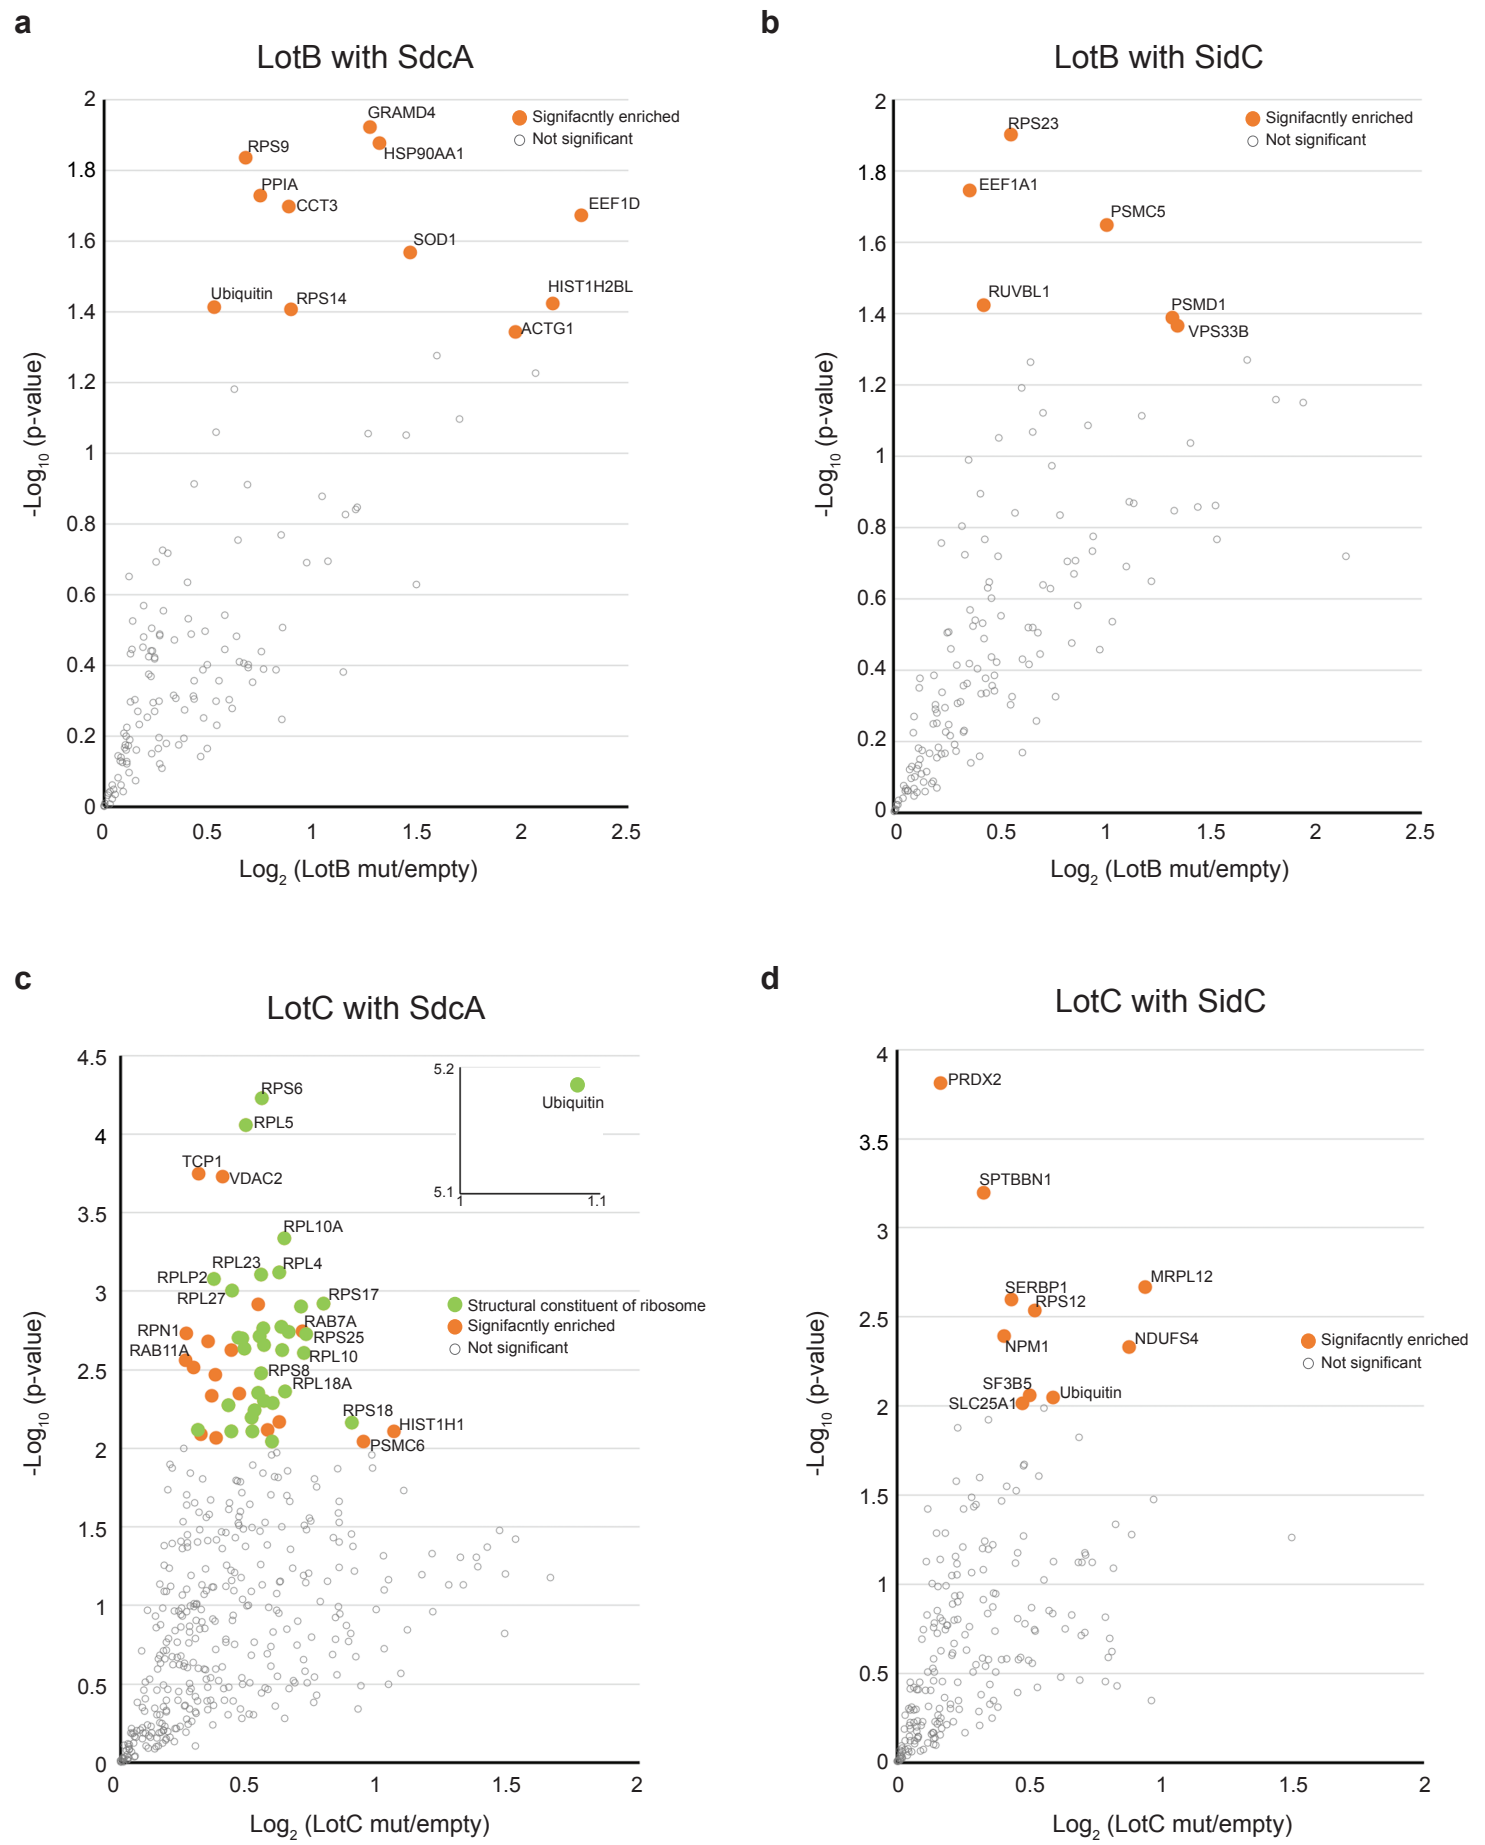 a
LotB with SdcA
2
1.8
1.6
1.4
1.2
1
0.8
0.6
0.4
0.2
0
0 0.5 1 1.5 2 2.5
-Log10 (p-value)
Log2 (LotB mut/empty)
GRAMD4
HSP90AA1
RPS9
PPIA
CCT3
EEF1D
SOD1
Ubiquitin
RPS14
HIST1H2BL
ACTG1
Signifacntly enriched
Not significant
b
LotB with SidC
2
1.8
1.6
1.4
1.2
1
0.8
0.6
0.4
0.2
0
0 0.5 1 1.5 2 2.5
-Log10 (p-value)
Log2 (LotB mut/empty)
RPS23
EEF1A1
PSMC5
RUVBL1
PSMD1
VPS33B
Signifacntly enriched
Not significant
c
LotC with SdcA
4.5
4
3.5
3
2.5
2
1.5
1
0.5
0
0 0.5 1 1.5 2
-Log10 (p-value)
Log2 (LotC mut/empty)
RPS6
RPL5
TCP1
VDAC2
RPL10A
RPL23
RPL4
RPLP2
RPL27
RPS17
RPN1
RAB7A
RPS25
RAB11A
RPL10
RPS8
RPL18A
RPS18
HIST1H1
PSMC6
5.2
Ubiquitin
5.1
1 1.1
Structural constituent of ribosome
Signifacntly enriched
Not significant
d
LotC with SidC
4
3.5
3
2.5
2
1.5
1
0.5
0
0 0.5 1 1.5 2
-Log10 (p-value)
Log2 (LotC mut/empty)
PRDX2
SPTBBN1
MRPL12
SERBP1
RPS12
NPM1
NDUFS4
SF3B5
Ubiquitin
SLC25A1
Signifacntly enriched
Not significant